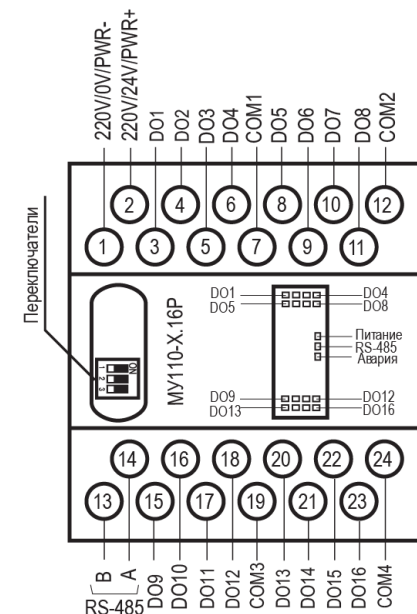 220V/0V/PWR-
220V/24V/PWR+
DO1
DO2
DO3
DO4
COM1
DO5
DO6
DO7
DO8
COM2
2
4
6
8
10
12
1
3
5
7
9
11
Переключатели
ON
1
2
3
МУ110-Х.16Р
DO1
DO5
DO4
DO8
Питание
RS-485
Авария
DO9
DO13
DO12
DO16
14
16
18
20
22
24
13
15
17
19
21
23
B
A
RS-485
DO9
DO10
DO11
DO12
COM3
DO13
DO14
DO15
DO16
COM4